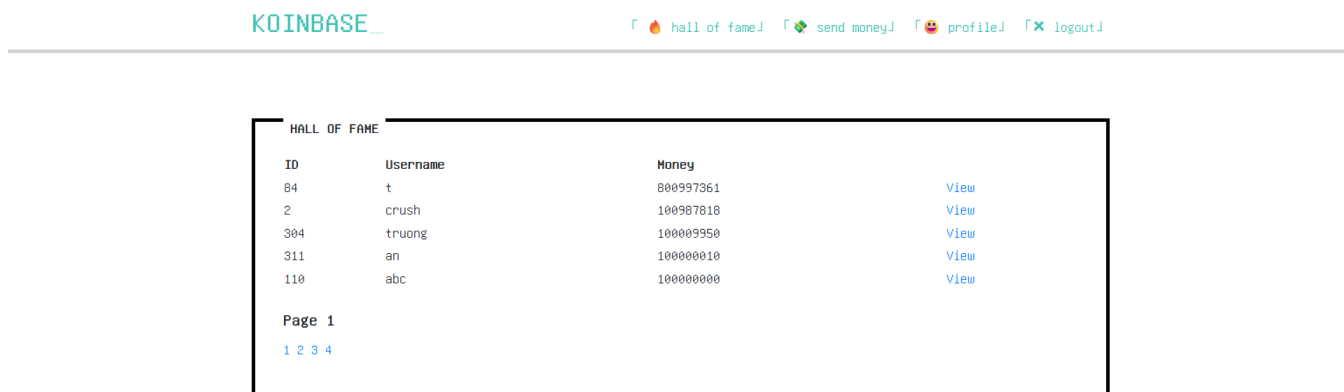 KOINBASE_
「 🔥 hall of fame」 「💸 send money」 「😃 profile」 「❌ logout」
HALL OF FAME
ID Username Money
84 t 800997361 View
2 crush 100987818 View
304 truong 100009950 View
311 an 100000010 View
110 abc 100000000 View
Page 1
1 2 3 4